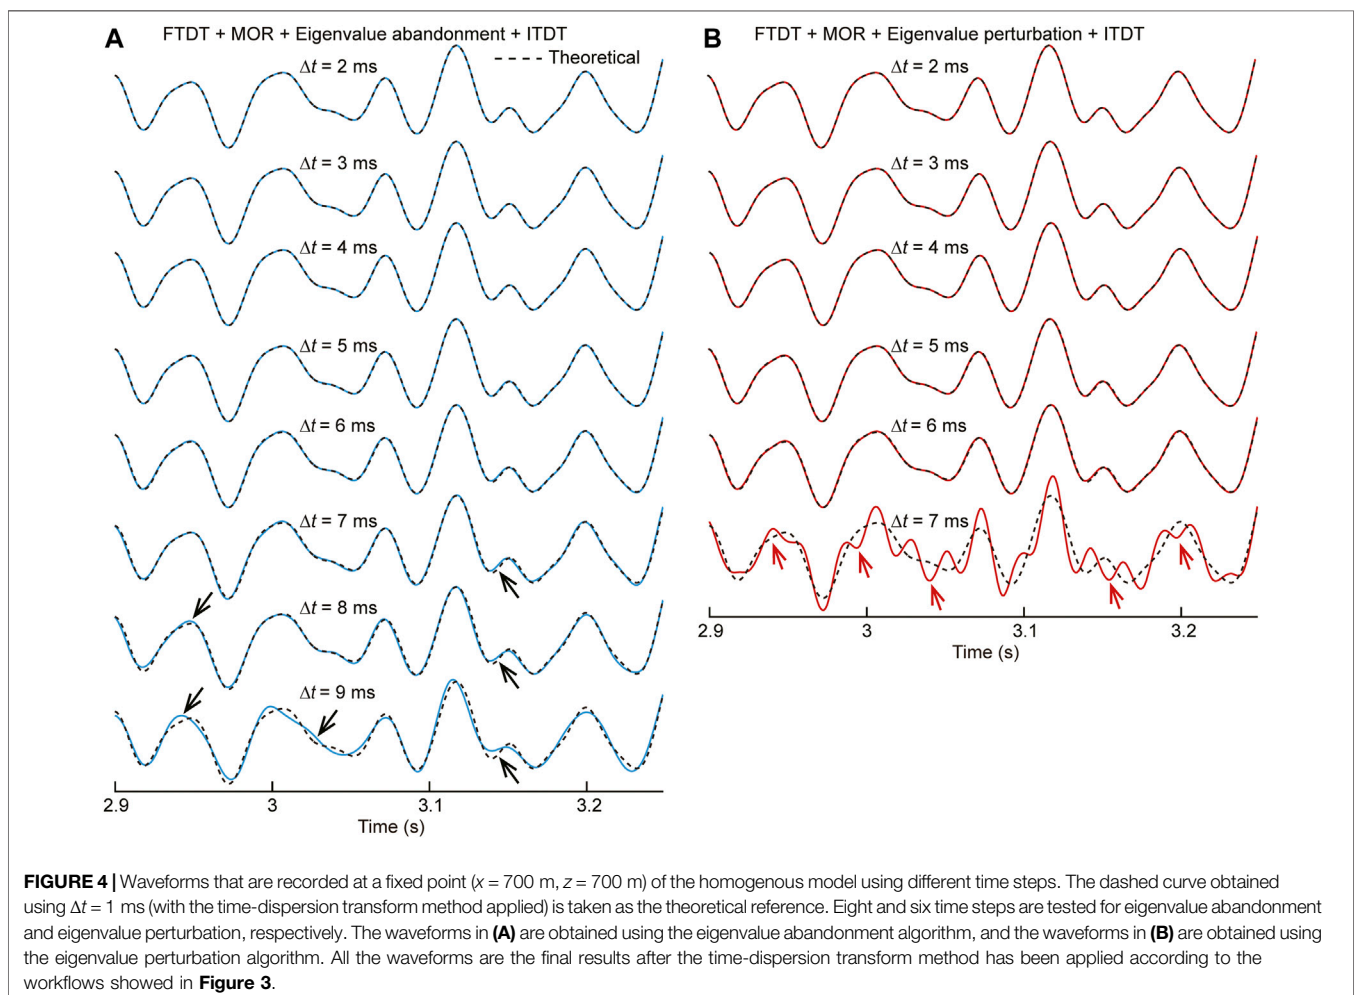 A FTDT + MOR + Eigenvalue abandonment + ITDT
Theoretical
Δt = 2 ms
Δt = 3 ms
Δt = 4 ms
Δt = 5 ms
Δt = 6 ms
Δt = 7 ms
Δt = 8 ms
Δt = 9 ms
2.9 3 3.1 3.2
Time (s)
B FTDT + MOR + Eigenvalue perturbation + ITDT
Δt = 2 ms
Δt = 3 ms
Δt = 4 ms
Δt = 5 ms
Δt = 6 ms
Δt = 7 ms
2.9 3 3.1 3.2
Time (s)
FIGURE 4 | Waveforms that are recorded at a fixed point (x = 700 m, z = 700 m) of the homogenous model using different time steps. The dashed curve obtained
using Δt = 1 ms (with the time-dispersion transform method applied) is taken as the theoretical reference. Eight and six time steps are tested for eigenvalue abandonment
and eigenvalue perturbation, respectively. The waveforms in (A) are obtained using the eigenvalue abandonment algorithm, and the waveforms in (B) are obtained using
the eigenvalue perturbation algorithm. All the waveforms are the final results after the time-dispersion transform method has been applied according to the
workflows showed in Figure 3.